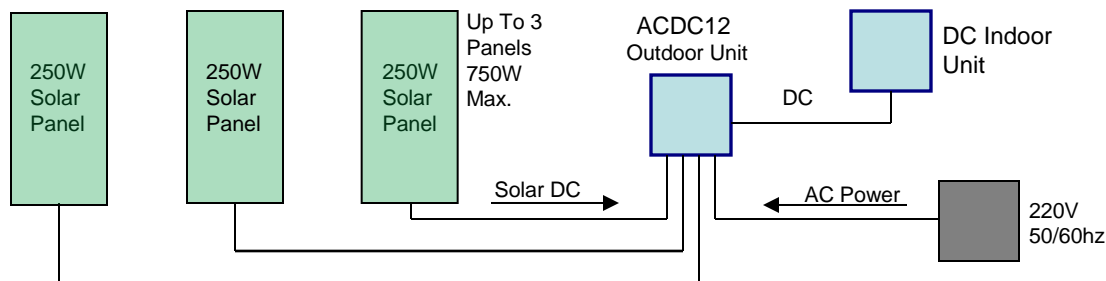 250W
Solar
Panel
250W
Solar
Panel
250W
Solar
Panel
Up To 3
Panels
750W
Max.
ACDC12
Outdoor Unit
DC Indoor
Unit
DC
Solar DC
AC Power
220V
50/60hz